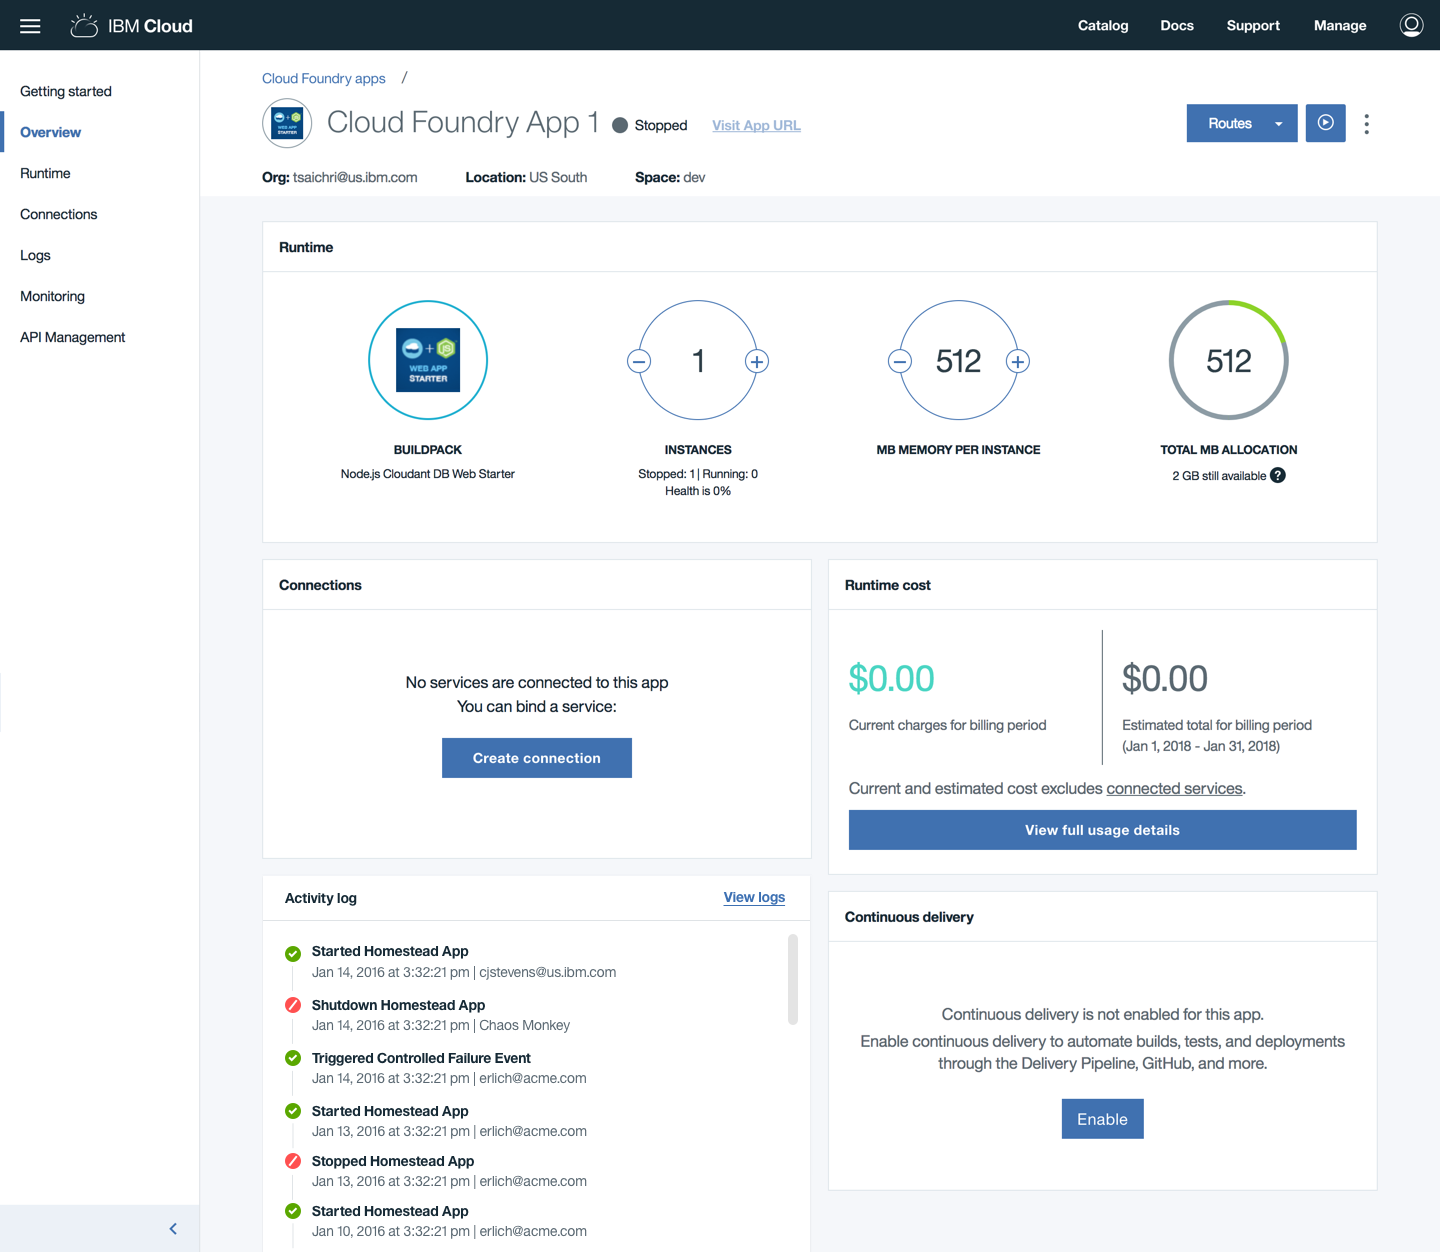 IBM Cloud
Catalog
Docs
Support
Manage
Getting started
Overview
Runtime
Connections
Logs
Monitoring
API Management
Cloud Foundry apps /
WEB APP
STARTER
Cloud Foundry App 1
Stopped
Visit App URL
Routes
Org: tsaichri@us.ibm.com
Location: US South
Space: dev
Runtime
+ JS
WEB APP
STARTER
1
512
512
BUILDPACK
Node.js Cloudant DB Web Starter
INSTANCES
Stopped: 1 | Running: 0
Health is 0%
MB MEMORY PER INSTANCE
TOTAL MB ALLOCATION
2 GB still available ?
Connections
No services are connected to this app
You can bind a service:
Create connection
Runtime cost
$0.00
Current charges for billing period
$0.00
Estimated total for billing period
(Jan 1, 2018 - Jan 31, 2018)
Current and estimated cost excludes connected services.
View full usage details
Activity log
View logs
Started Homestead App
Jan 14, 2016 at 3:32:21 pm | cjstevens@us.ibm.com
Shutdown Homestead App
Jan 14, 2016 at 3:32:21 pm | Chaos Monkey
Triggered Controlled Failure Event
Jan 14, 2016 at 3:32:21 pm | erlich@acme.com
Started Homestead App
Jan 13, 2016 at 3:32:21 pm | erlich@acme.com
Stopped Homestead App
Jan 13, 2016 at 3:32:21 pm | erlich@acme.com
Started Homestead App
Jan 10, 2016 at 3:32:21 pm | erlich@acme.com
Continuous delivery
Continuous delivery is not enabled for this app.
Enable continuous delivery to automate builds, tests, and deployments
through the Delivery Pipeline, GitHub, and more.
Enable